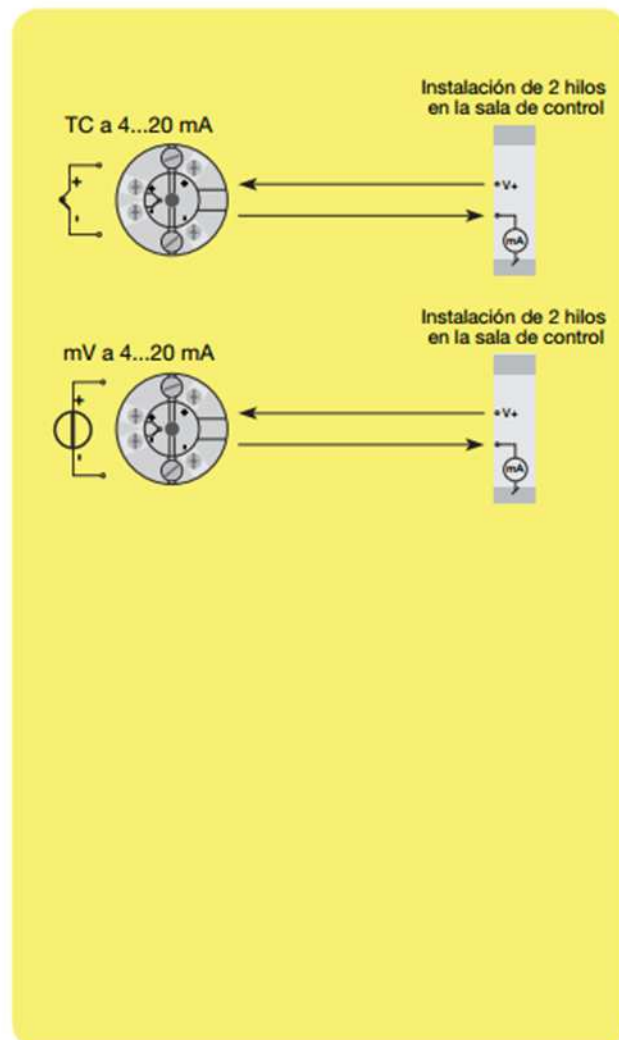 Instalación de 2 hilos
en la sala de control
TC a 4...20 mA
+
-
+
-
V+
mA
Instalación de 2 hilos
en la sala de control
mV a 4...20 mA
+
-
+
-
V+
mA